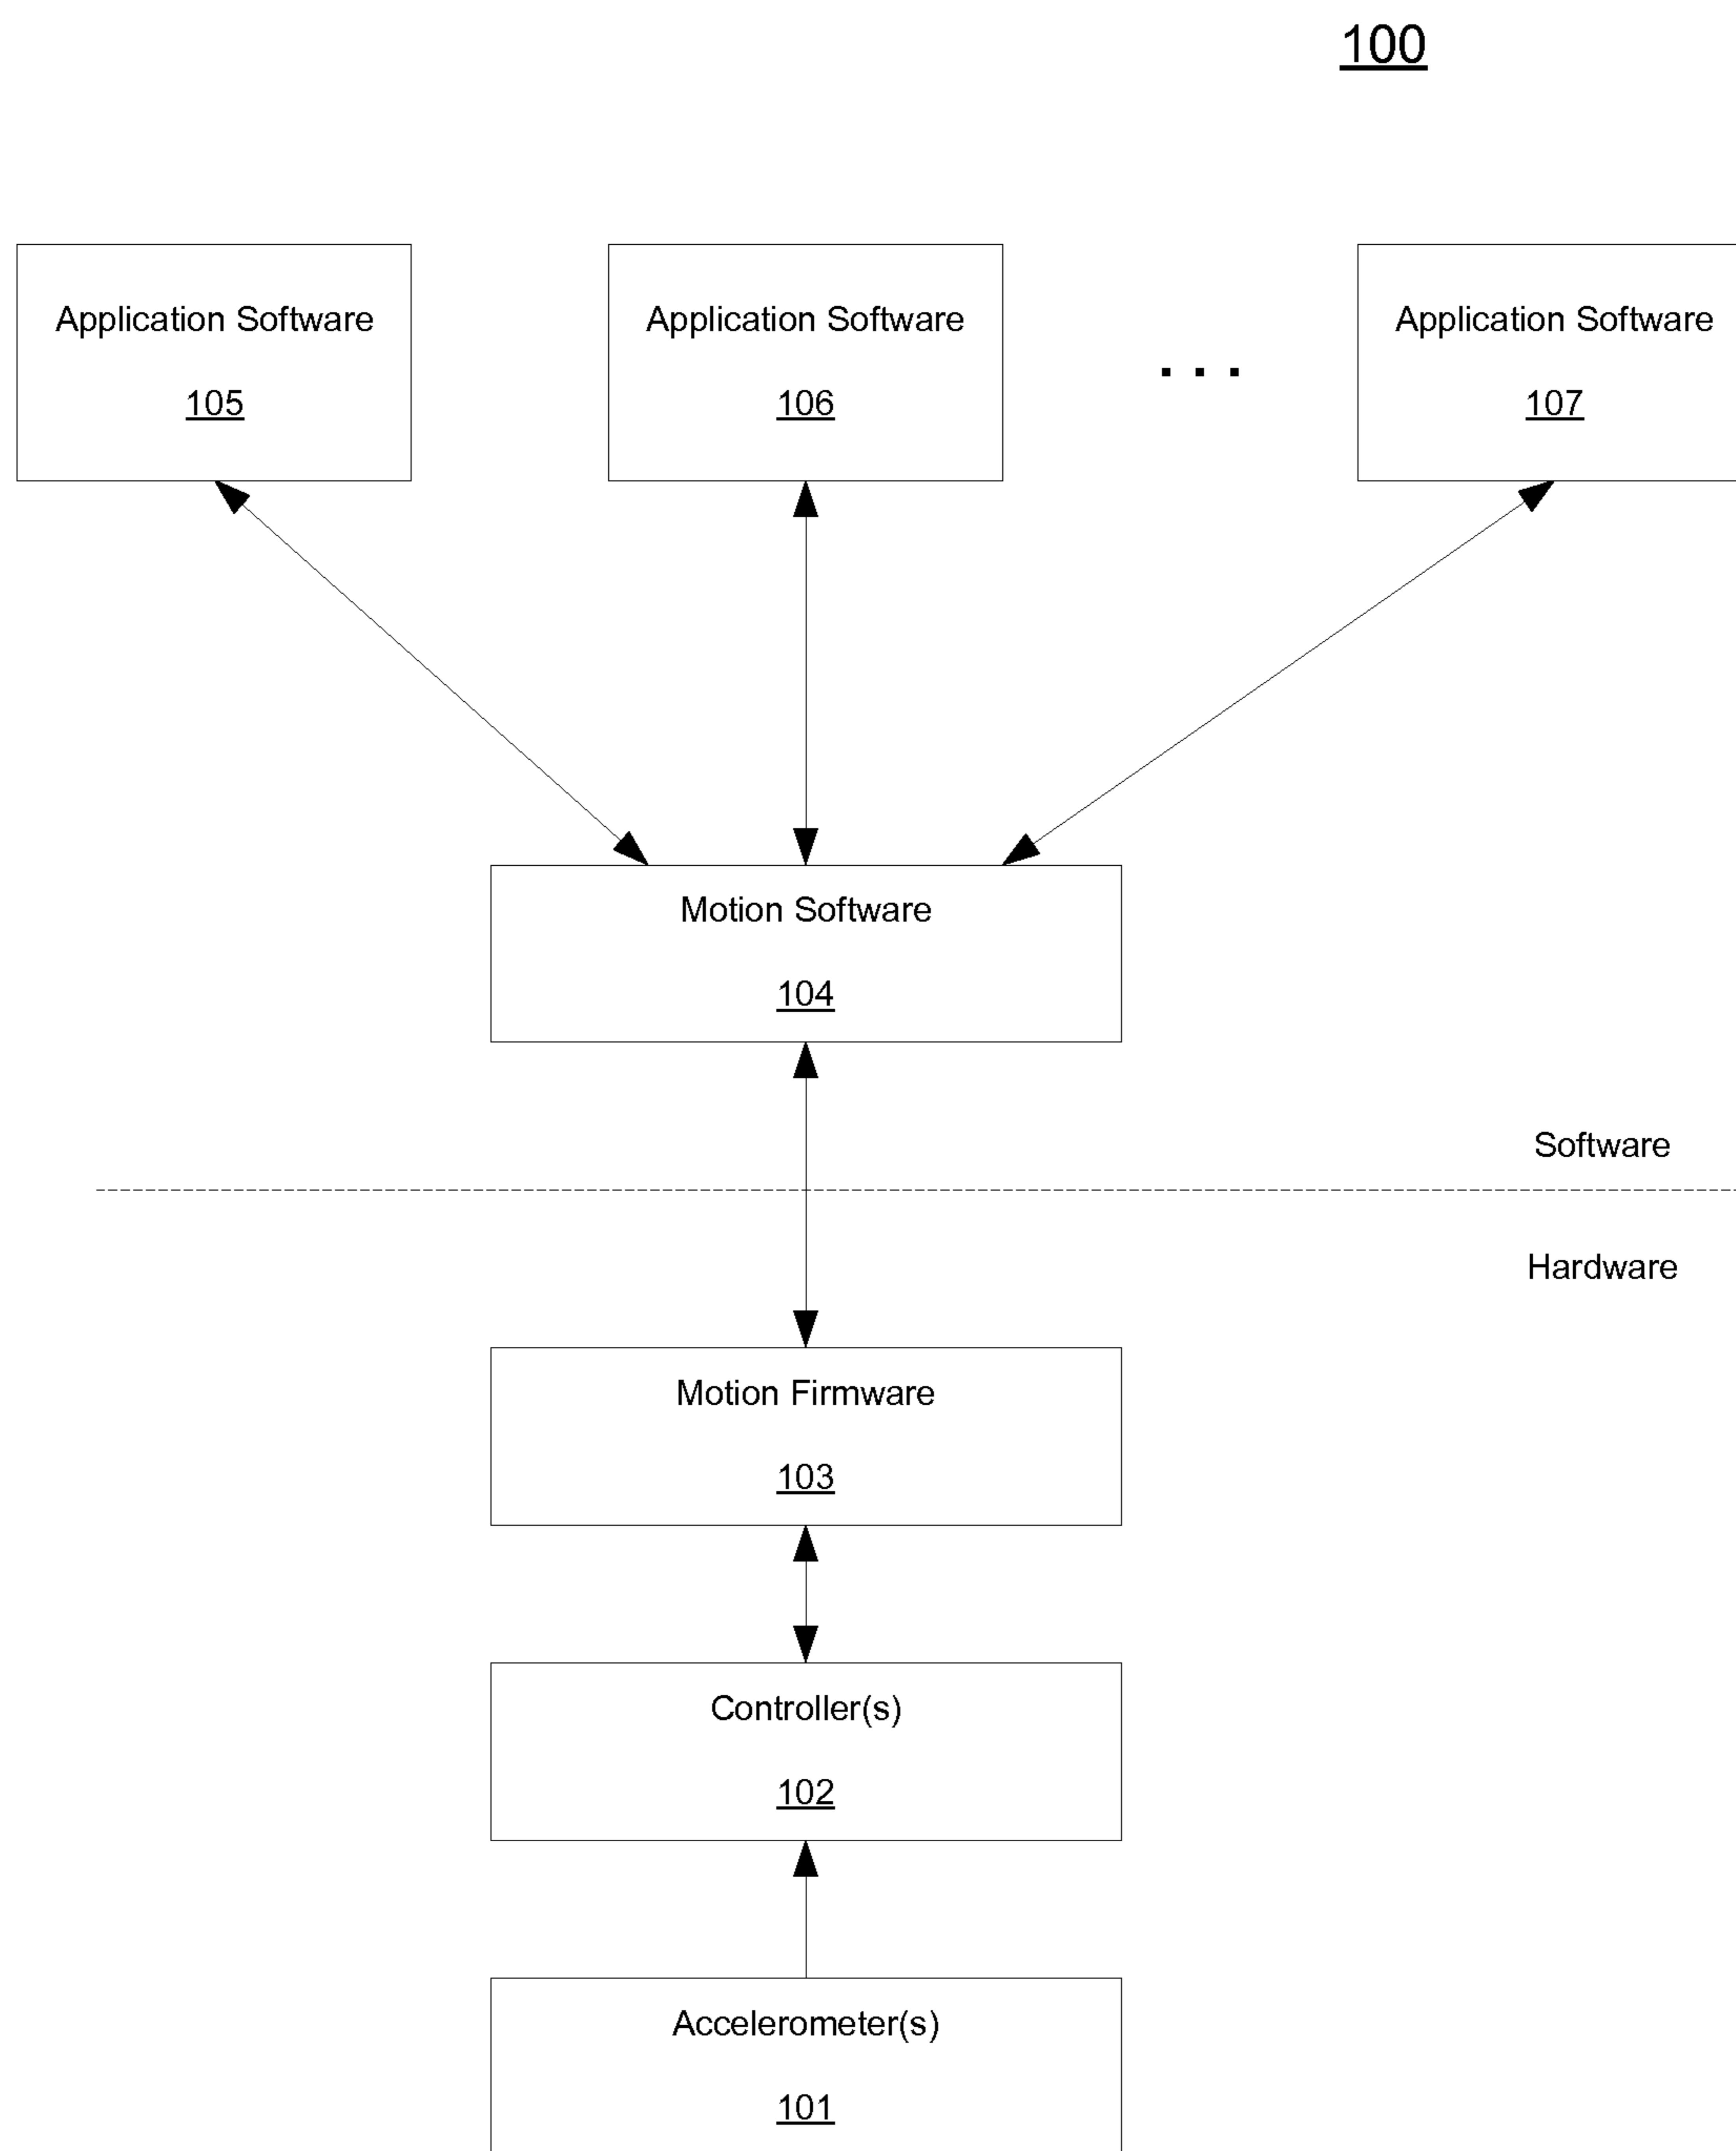 100
Application Software
105
Application Software
106
. . .
Application Software
107
Motion Software
104
Software
Hardware
Motion Firmware
103
Controller(s)
102
Accelerometer(s)
101